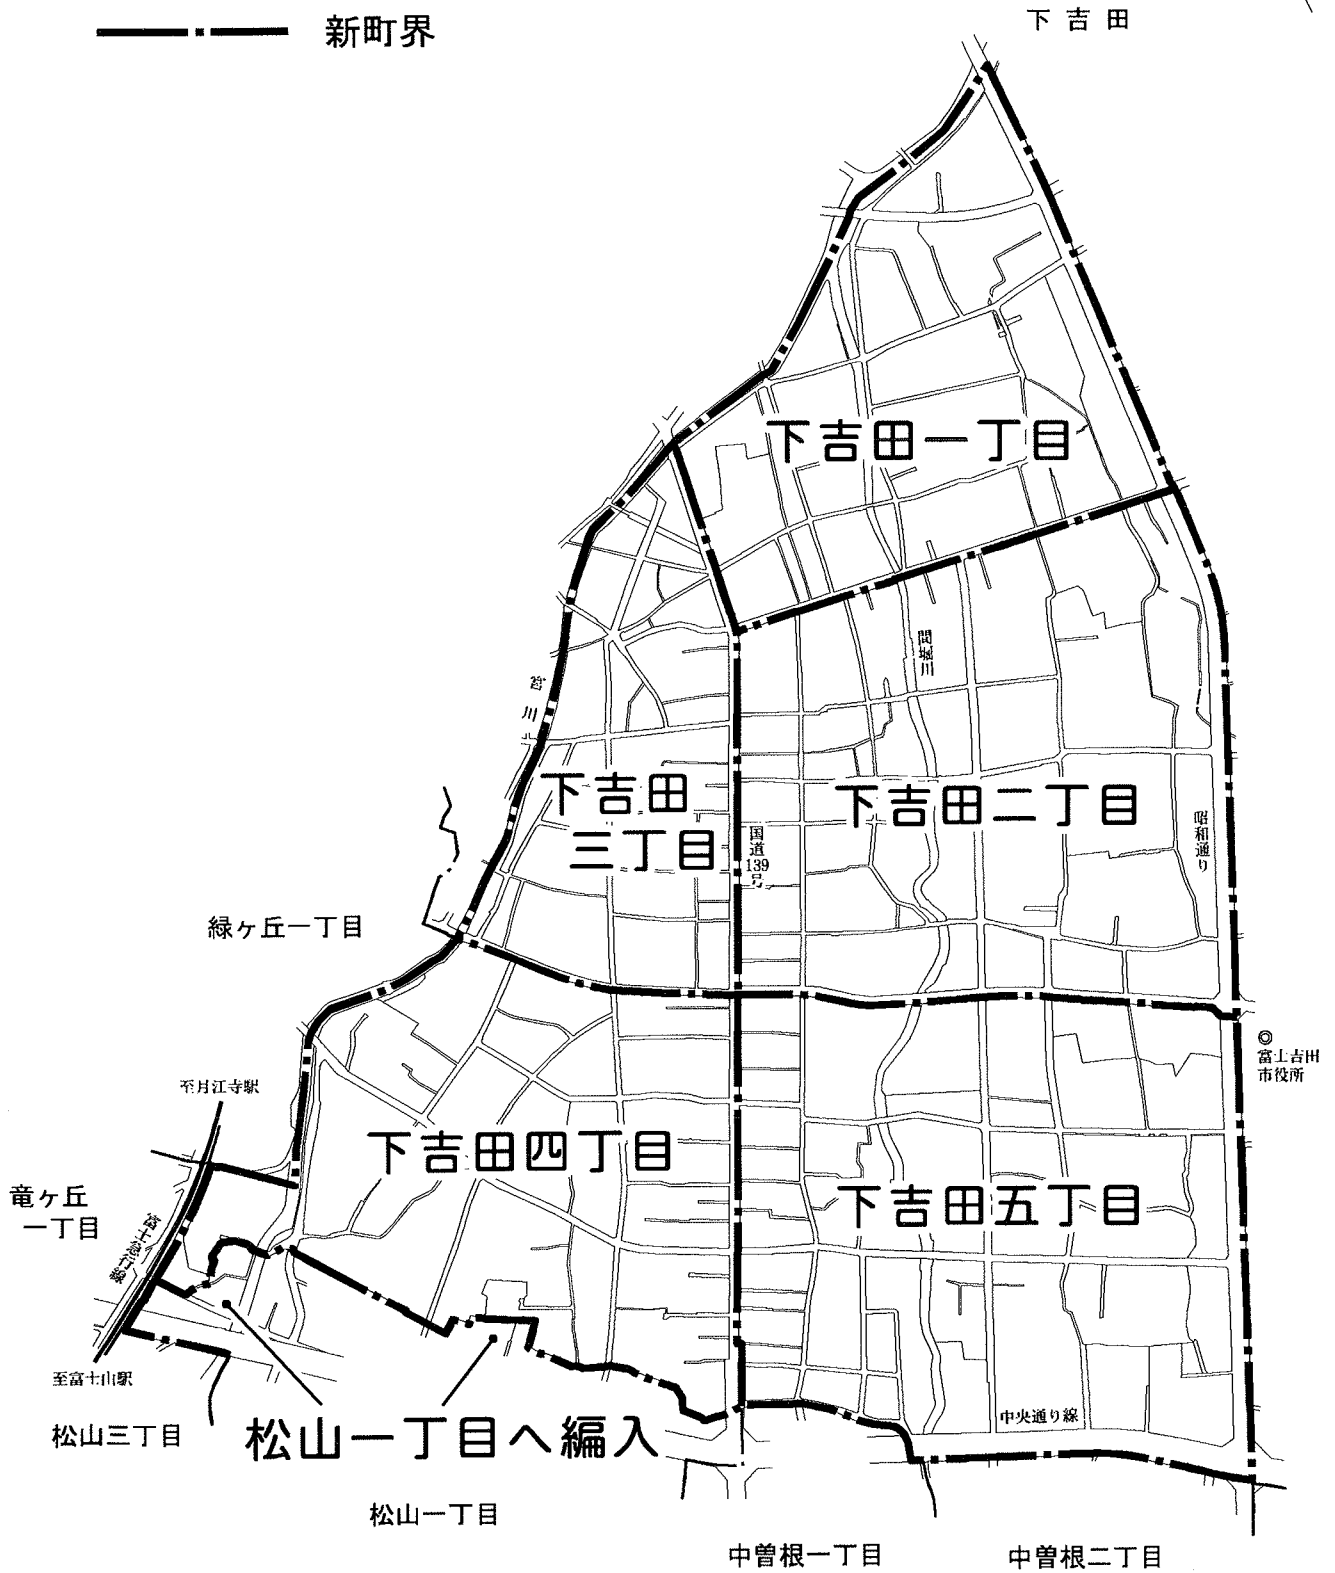 新町界
下吉田
下吉田一丁目
宮川
下吉田
三丁目
下吉田二丁目
国道
139
号
昭和通り
緑ヶ丘一丁目
富士吉田
市役所
至月江寺駅
下吉田四丁目
竜ヶ丘
一丁目
富士急行線
下吉田五丁目
至富士山駅
松山三丁目
松山一丁目へ編入
中央通り線
松山一丁目
中曽根一丁目
中曽根二丁目